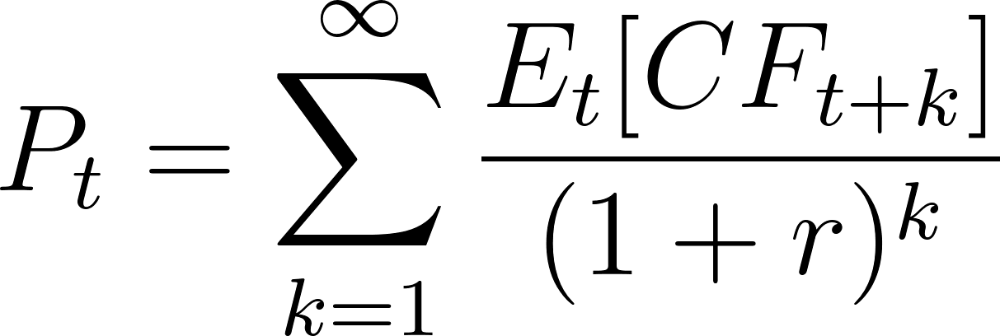 P_t = \sum_{k=1}^{\infty} \frac{E_t[CF_{t+k}]}{(1+r)^k}